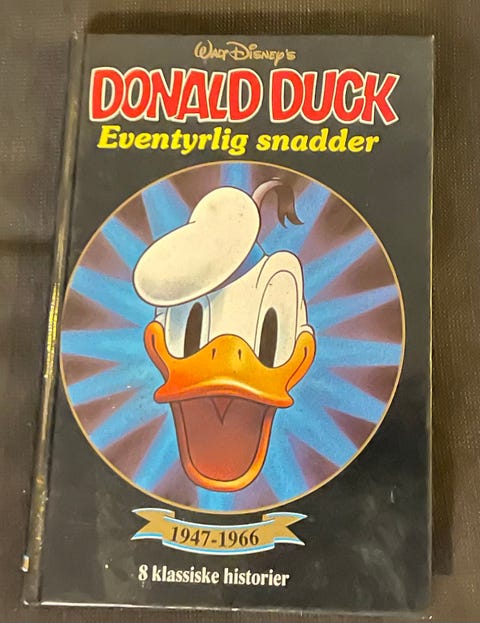 Walt Disney's
DONALD DUCK
Eventyrlig snadder
1947-1966
8 klassiske historier